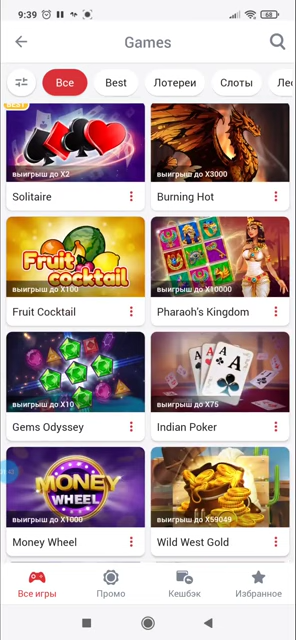 9:39
68
Games
Все
Best
Лотереи
Слоты
BEST
выигрыш до X2
выигрыш до X3000
Solitaire
Burning Hot
Fruit cocktail
выигрыш до X100
выигрыш до X10000
Fruit Cocktail
Pharaoh's Kingdom
A A A
выигрыш до X10
выигрыш до X75
Gems Odyssey
Indian Poker
MONEY
WHEEL
выигрыш до X1000
выигрыш до X59049
Money Wheel
Wild West Gold
Все игры
Промо
Кешбэк
Избранное